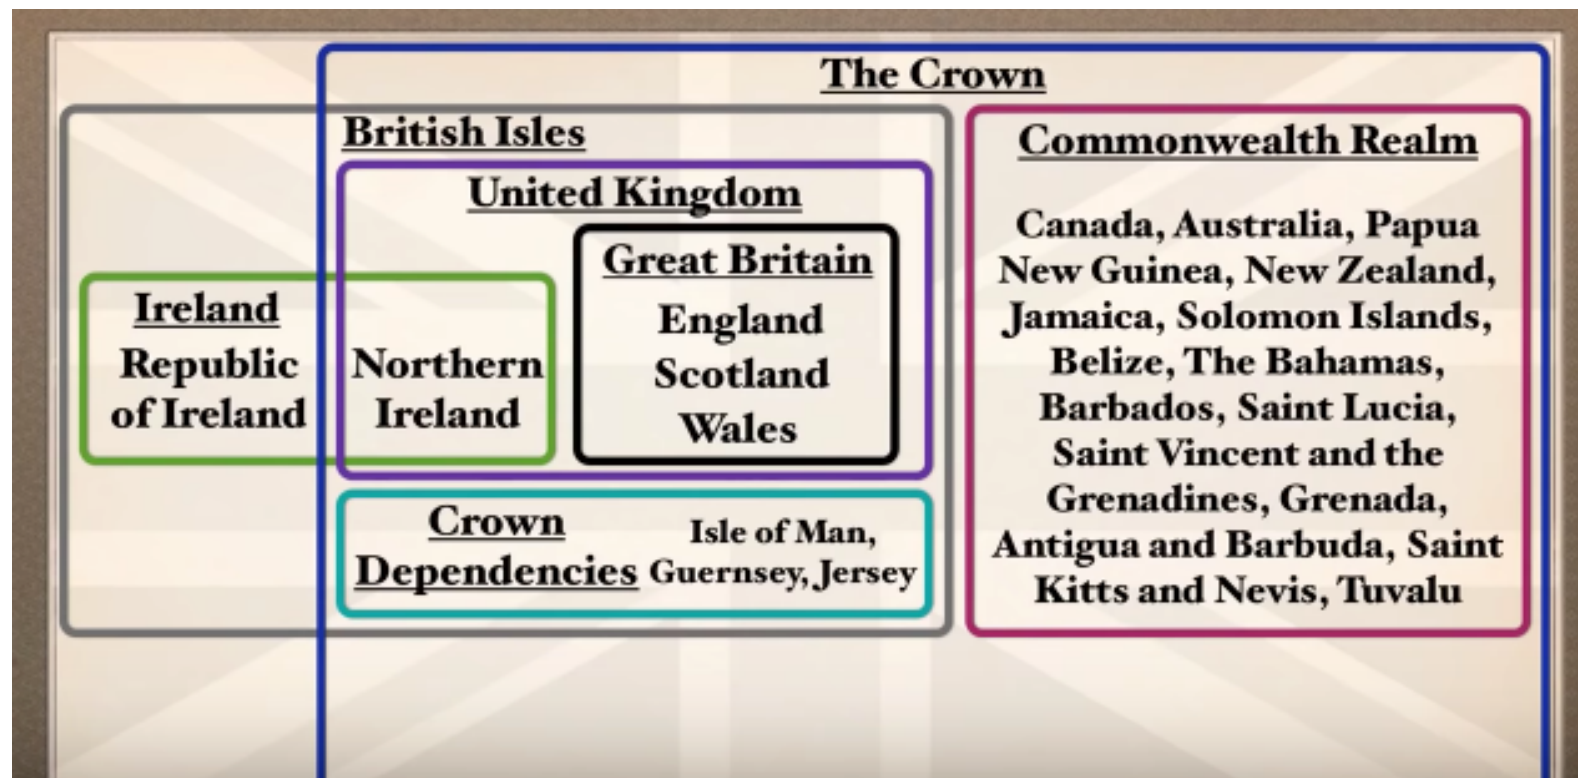 The Crown
British Isles
United Kingdom
Great Britain
England
Scotland
Wales
Ireland
Republic
of Ireland
Northern
Ireland
Crown
Dependencies
Isle of Man,
Guernsey, Jersey
Commonwealth Realm
Canada, Australia, Papua
New Guinea, New Zealand,
Jamaica, Solomon Islands,
Belize, The Bahamas,
Barbados, Saint Lucia,
Saint Vincent and the
Grenadines, Grenada,
Antigua and Barbuda, Saint
Kitts and Nevis, Tuvalu